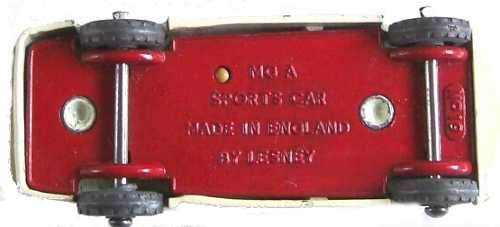 MG A
SPORTS CAR
MADE IN ENGLAND
BY LESNEY
No 19